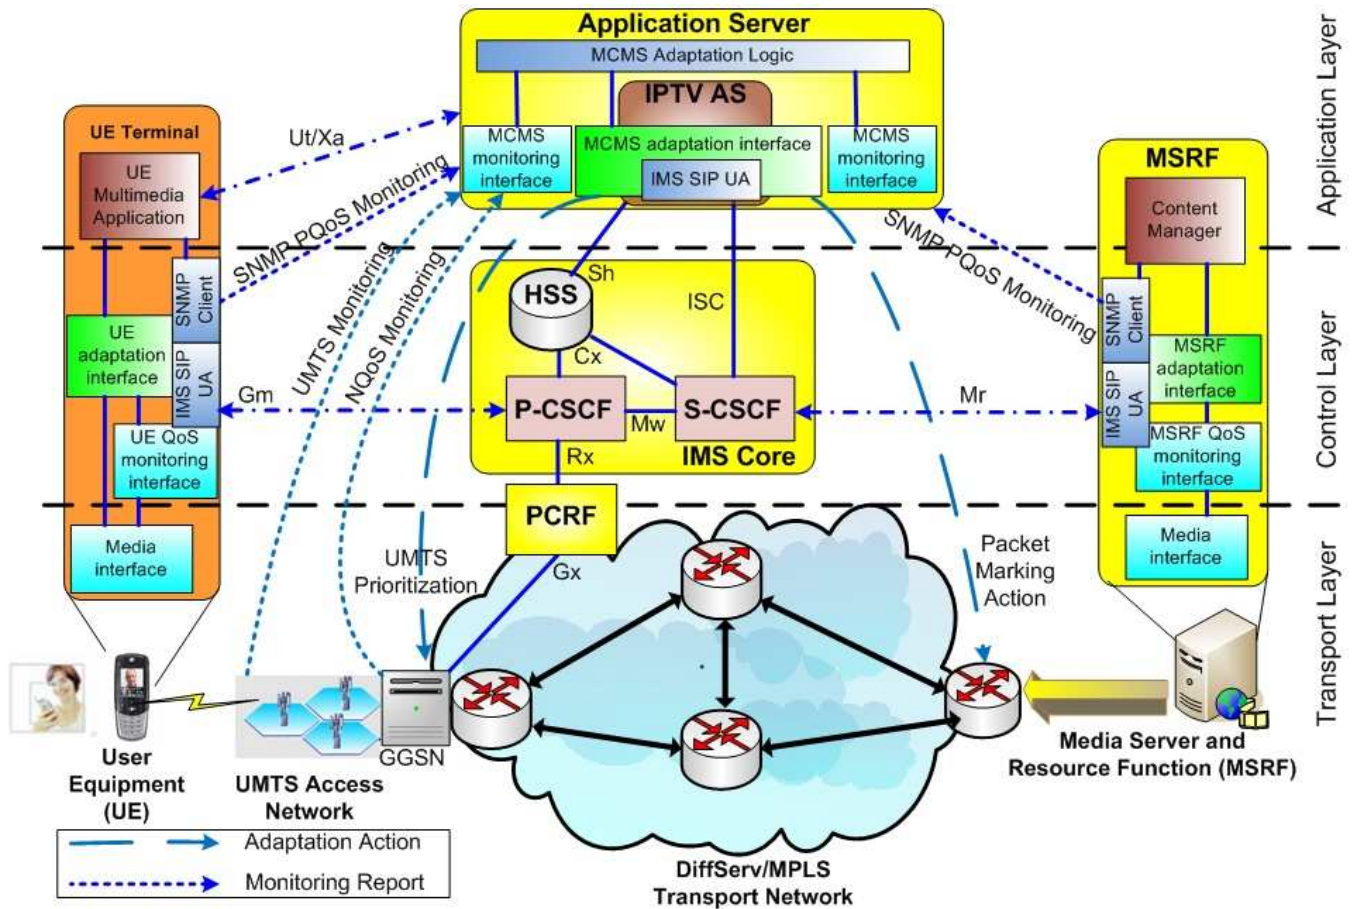 Application Server
MCMS Adaptation Logic
IPTV AS
MCMS
monitoring
interface
MCMS adaptation interface
IMS SIP UA
MCMS
monitoring
interface
UE Terminal
UE
Multimedia
Application
SNMP
Client
UE
adaptation
interface
IMS SIP
UA
UE QoS
monitoring
interface
Media
interface
Ut/Xa
SNMP PQoS Monitoring
UMTS Monitoring
NQoS Monitoring
Gm
HSS
Sh
ISC
Cx
P-CSCF
Mw
S-CSCF
Rx
IMS Core
Mr
SNMP PQoS Monitoring
MSRF
Content
Manager
SNMP
Client
MSRF
adaptation
interface
IMS SIP
UA
MSRF QoS
monitoring
interface
Media
interface
Application Layer
Control Layer
Transport Layer
PCRF
Gx
UMTS
Prioritization
Packet
Marking
Action
GGSN
User
Equipment
(UE)
UMTS Access
Network
Media Server and
Resource Function (MSRF)
DiffServ/MPLS
Transport Network
Adaptation Action
Monitoring Report